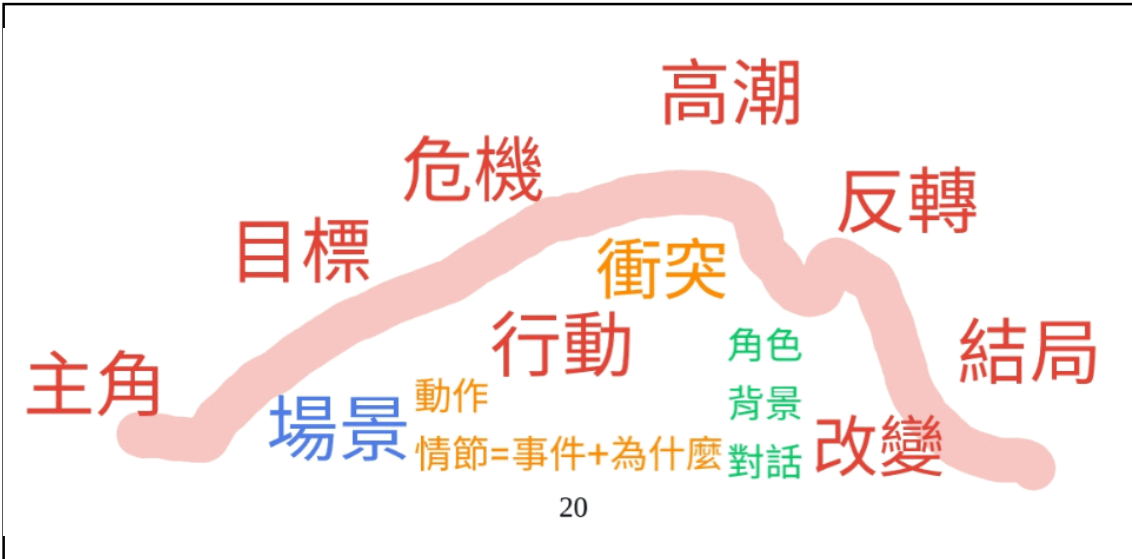 高潮
危機
反轉
目標
衝突
行動
角色
結局
主角
動作
背景
場景
改變
情節=事件+為什麼
對話
20